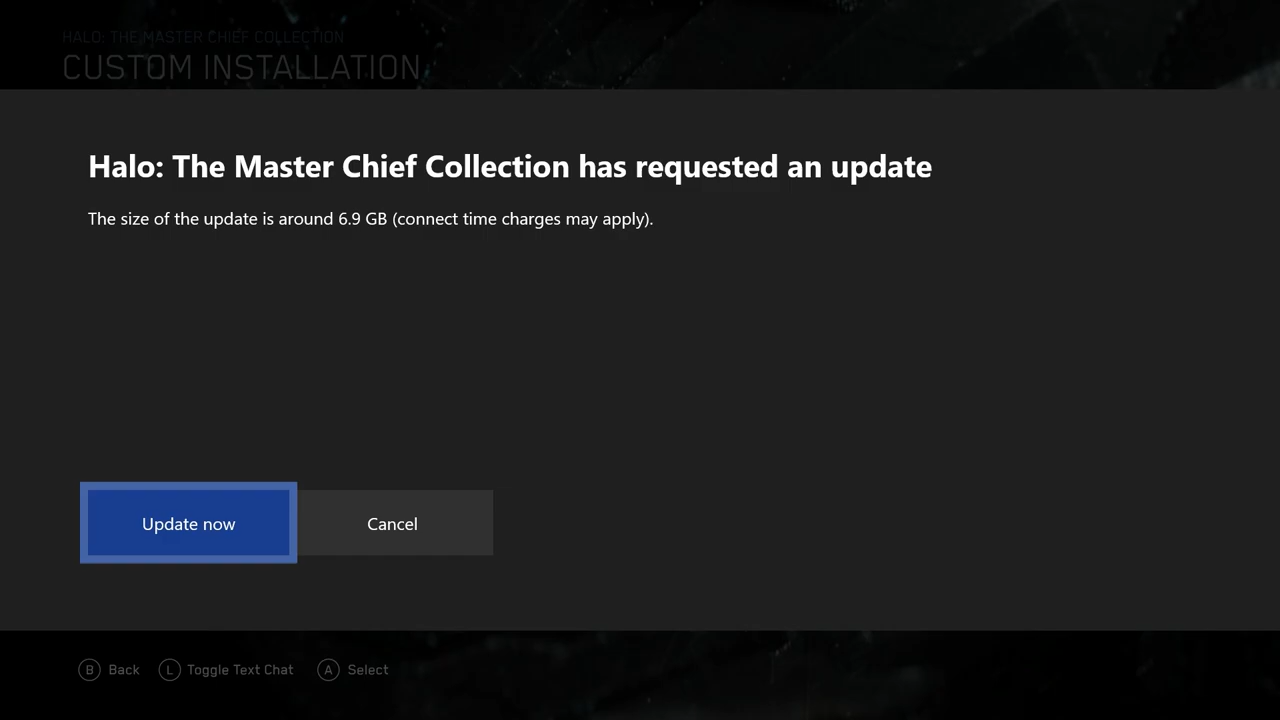 HALO: THE MASTER CHIEF COLLECTION
CUSTOM INSTALLATION
Halo: The Master Chief Collection has requested an update
The size of the update is around 6.9 GB (connect time charges may apply).
Update now Cancel
B Back L Toggle Text Chat A Select